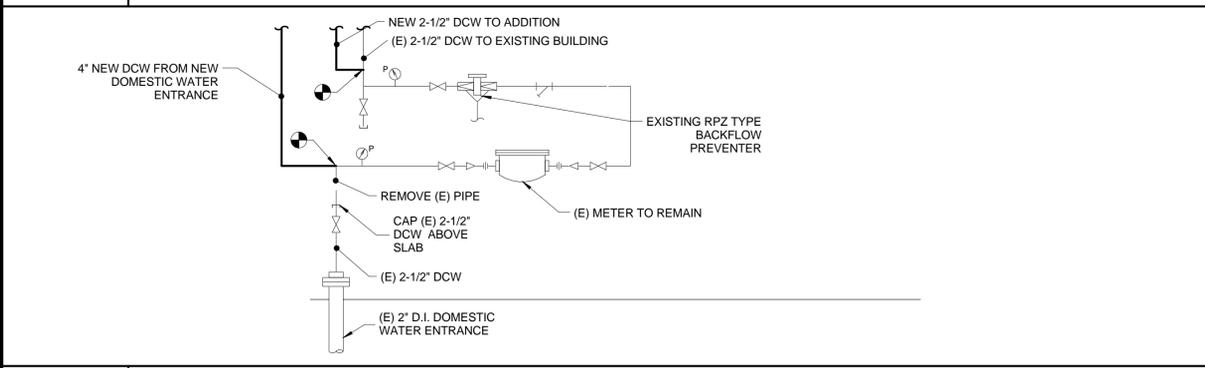 NEW 2-1/2" DCW TO ADDITION
(E) 2-1/2" DCW TO EXISTING BUILDING
4" NEW DCW FROM NEW
DOMESTIC WATER
ENTRANCE
P
EXISTING RPZ TYPE
BACKFLOW
PREVENTER
P
REMOVE (E) PIPE
(E) METER TO REMAIN
CAP (E) 2-1/2"
DCW ABOVE
SLAB
(E) 2-1/2" DCW
(E) 2" D.I. DOMESTIC
WATER ENTRANCE